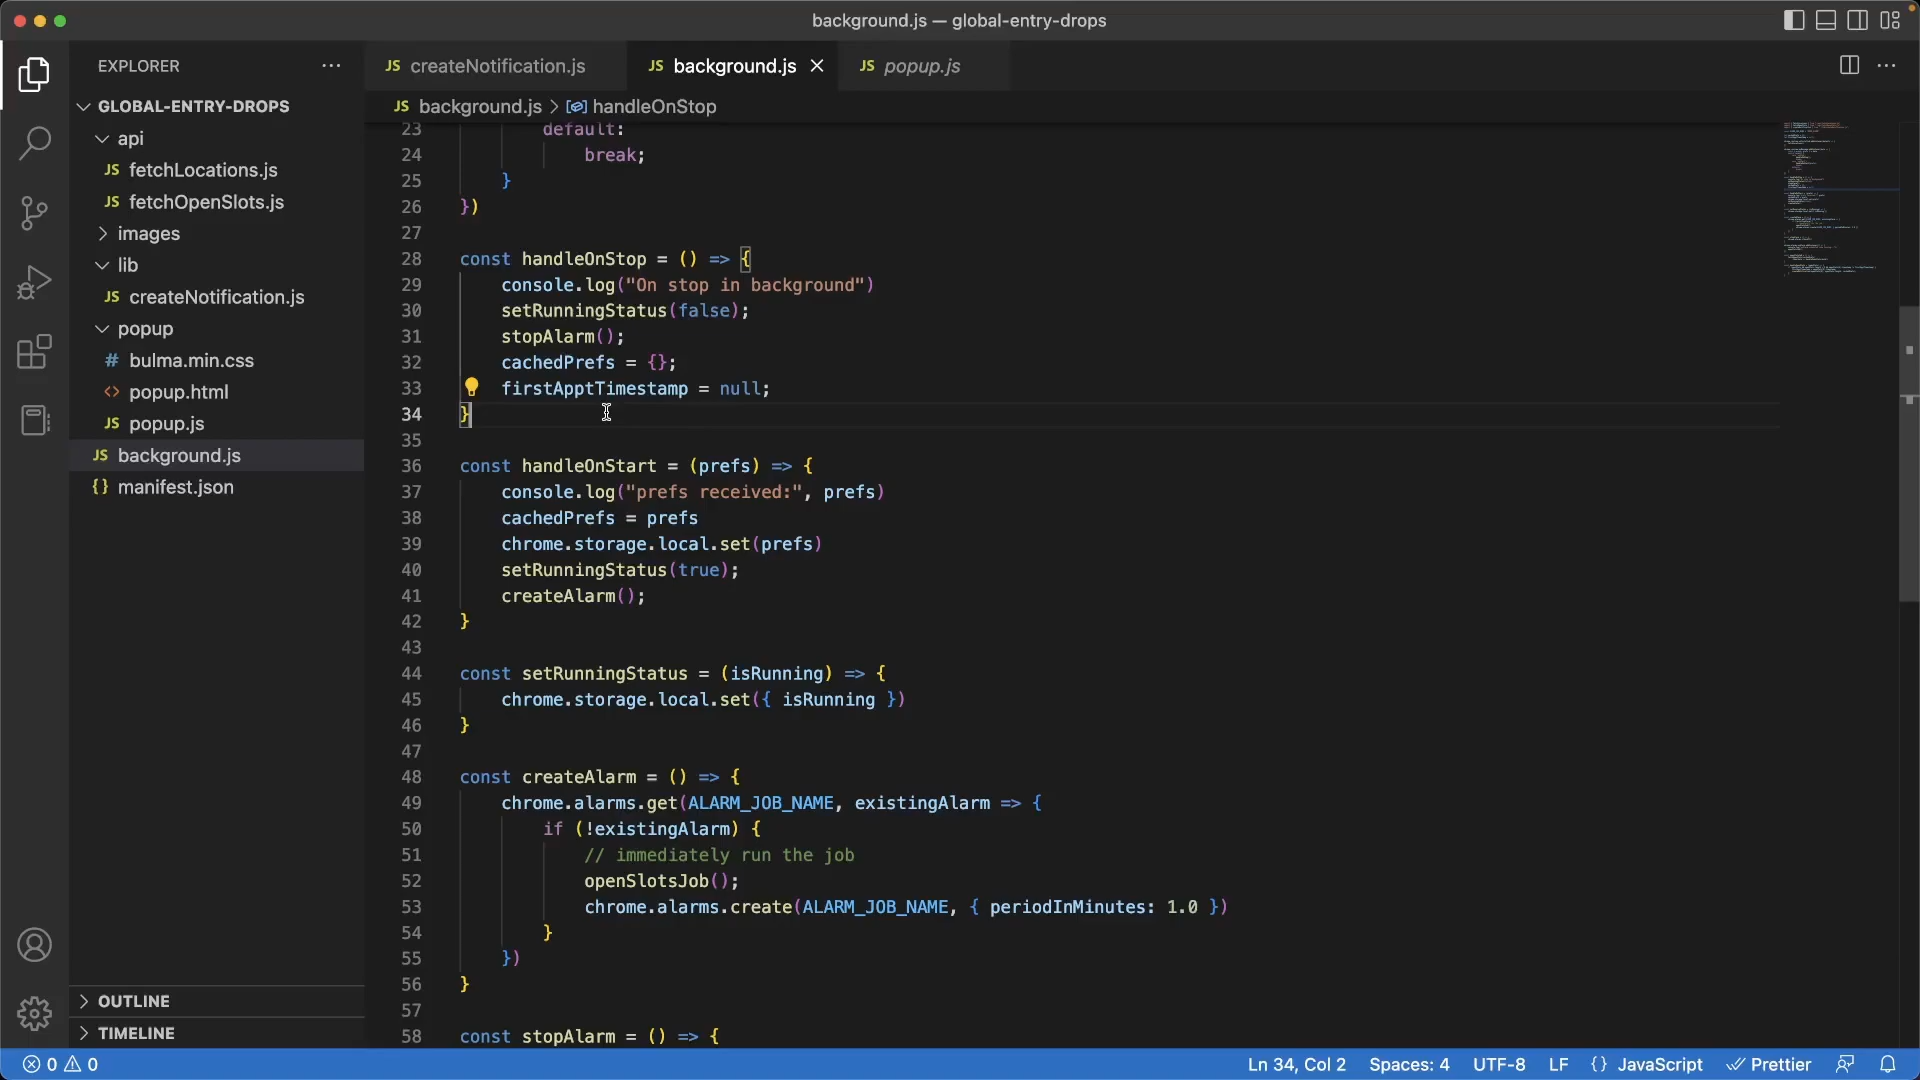 background.js — global-entry-drops
EXPLORER
GLOBAL-ENTRY-DROPS
api
JS fetchLocations.js
JS fetchOpenSlots.js
images
lib
JS createNotification.js
popup
# bulma.min.css
<> popup.html
JS popup.js
JS background.js
{} manifest.json
OUTLINE
TIMELINE
JS createNotification.js
JS background.js
JS popup.js
JS background.js > handleOnStop
23 default:
24 break;
25 }
26 })
27
28 const handleOnStop = () => {
29 console.log("On stop in background")
30 setRunningStatus(false);
31 stopAlarm();
32 cachedPrefs = {};
33 firstApptTimestamp = null;
34 }
35
36 const handleOnStart = (prefs) => {
37 console.log("prefs received:", prefs)
38 cachedPrefs = prefs
39 chrome.storage.local.set(prefs)
40 setRunningStatus(true);
41 createAlarm();
42 }
43
44 const setRunningStatus = (isRunning) => {
45 chrome.storage.local.set({ isRunning })
46 }
47
48 const createAlarm = () => {
49 chrome.alarms.get(ALARM_JOB_NAME, existingAlarm => {
50 if (!existingAlarm) {
51 // immediately run the job
52 openSlotsJob();
53 chrome.alarms.create(ALARM_JOB_NAME, { periodInMinutes: 1.0 })
54 }
55 })
56 }
57
58 const stopAlarm = () => {
0 0
Ln 34, Col 2 Spaces: 4 UTF-8 LF {} JavaScript Prettier